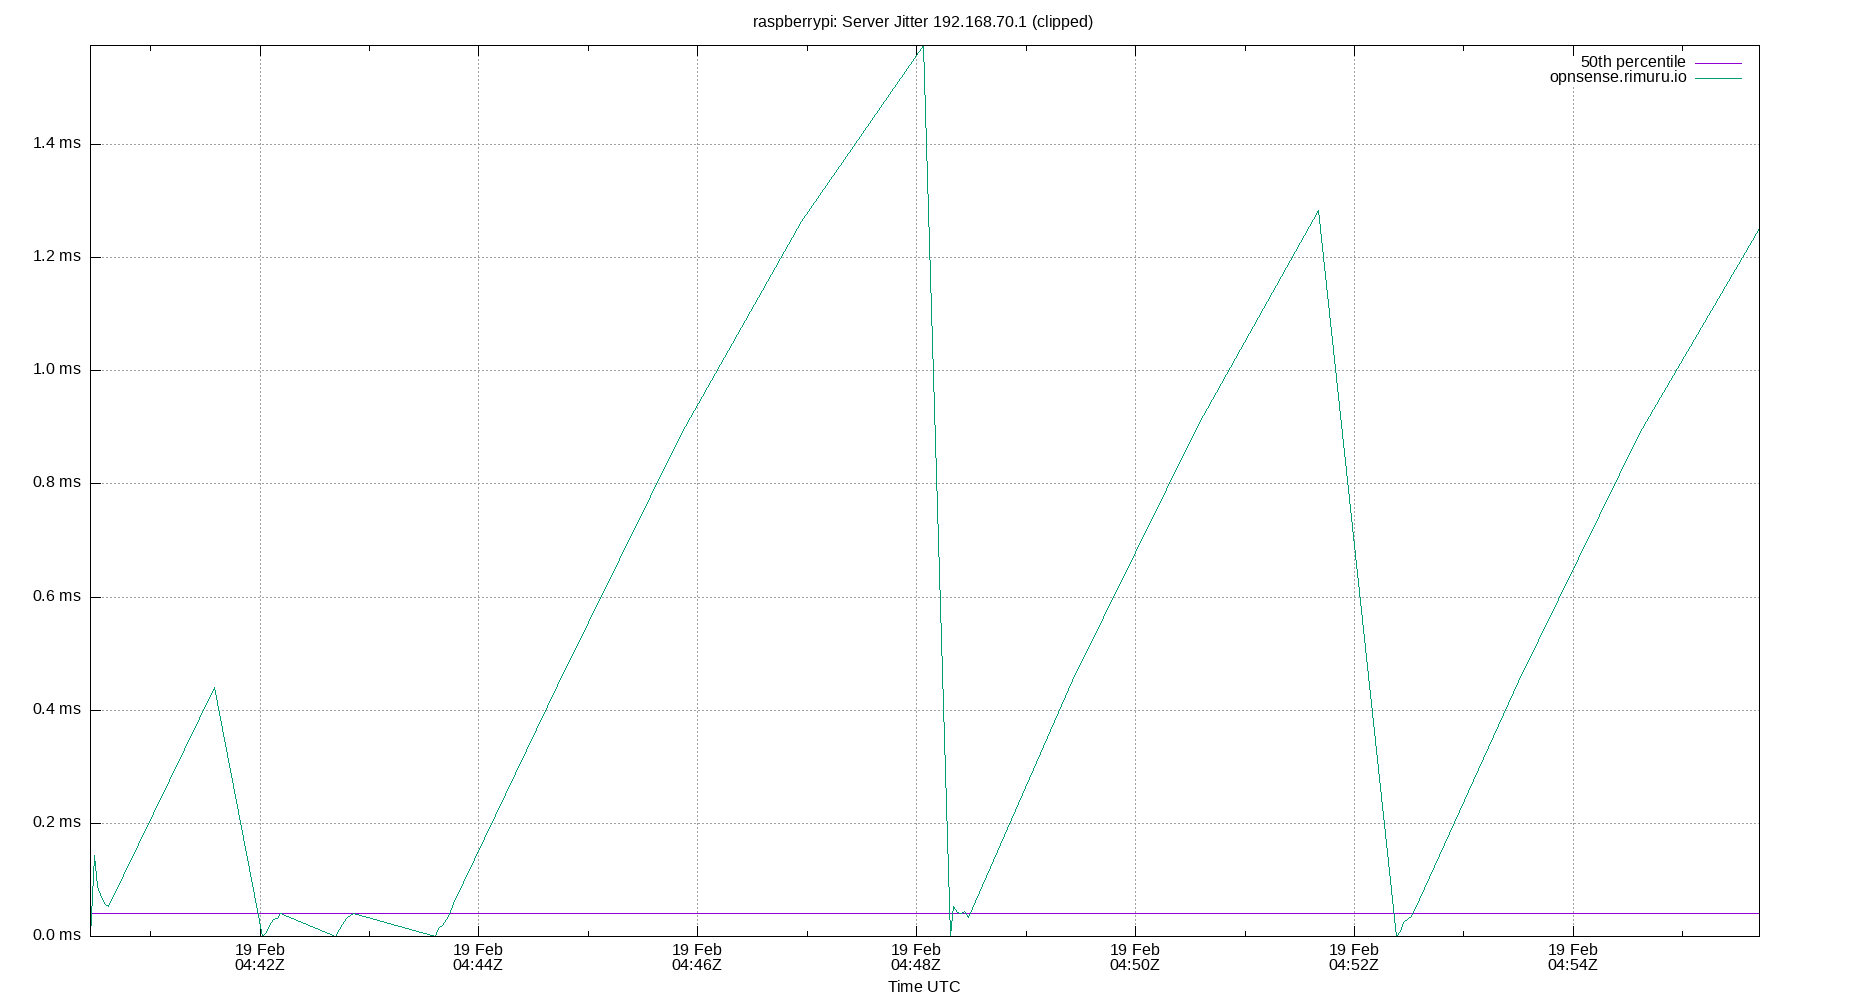 raspberrypi: Server Jitter 192.168.70.1 (clipped)
50th percentile
opnsense.rimuru.io
1.4 ms
1.2 ms
1.0 ms
0.8 ms
0.6 ms
0.4 ms
0.2 ms
0.0 ms
19 Feb 19 Feb 19 Feb 19 Feb 19 Feb 19 Feb 19 Feb
04:42Z 04:44Z 04:46Z 04:48Z 04:50Z 04:52Z 04:54Z
Time UTC